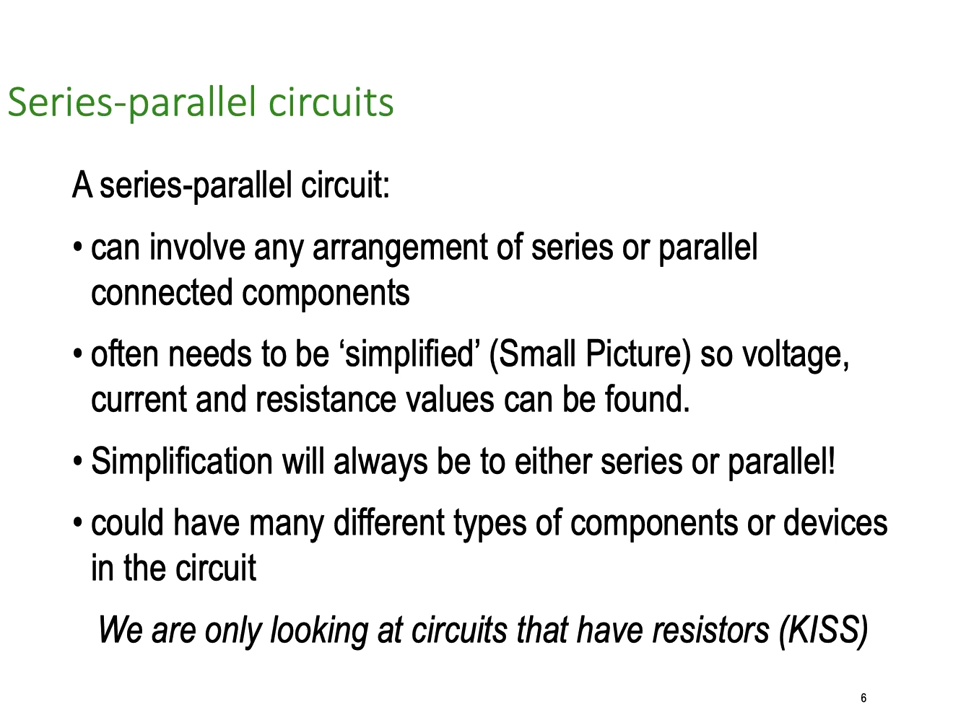 Series-parallel circuits
A series-parallel circuit:
• can involve any arrangement of series or parallel
connected components
• often needs to be ‘simplified’ (Small Picture) so voltage,
current and resistance values can be found.
• Simplification will always be to either series or parallel!
• could have many different types of components or devices
in the circuit
We are only looking at circuits that have resistors (KISS)
6